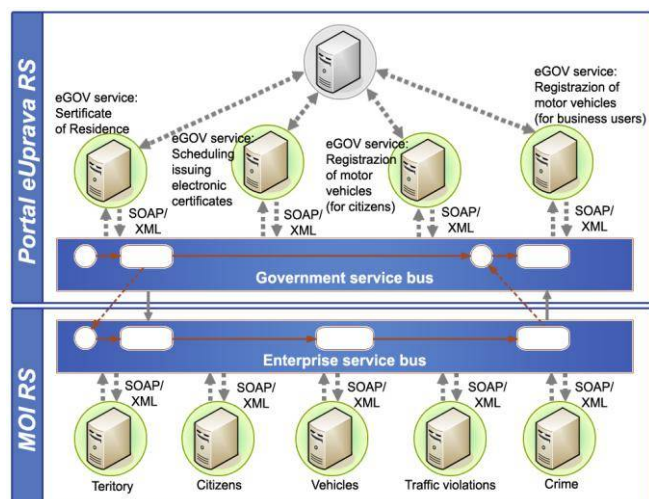 Portal eUprava RS
eGOV service:
Sertificate
of Residence
eGOV service:
Scheduling
issuing
electronic
certificates
eGOV service:
Registrazion
of motor
vehicles
(for citizens)
eGOV service:
Registrazion of
motor vehicles
(for business users)
SOAP/
XML
SOAP/
XML
SOAP/
XML
SOAP/
XML
Government service bus
MOI RS
Enterprise service bus
SOAP/
XML
SOAP/
XML
SOAP/
XML
SOAP/
XML
SOAP/
XML
Teritory
Citizens
Vehicles
Traffic violations
Crime